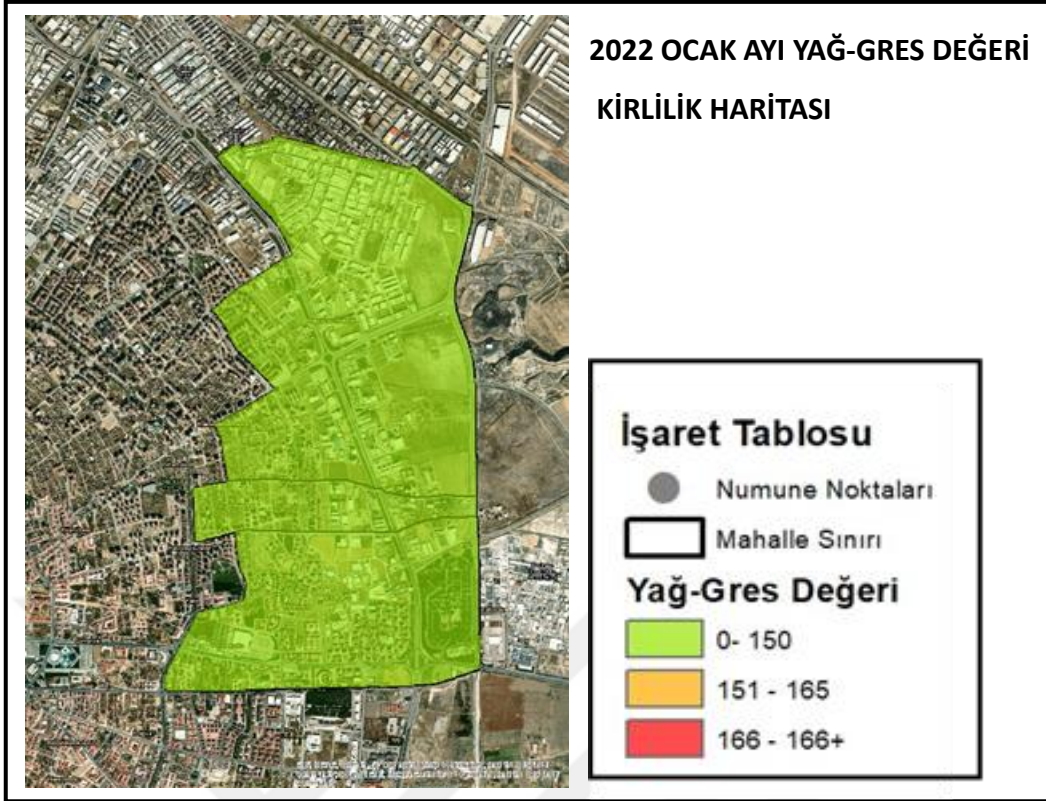 2022 OCAK AYI YAĞ-GRES DEĞERİ
KİRLİLİK HARİTASI
İşaret Tablosu
Numune Noktaları
Mahalle Sınırı
Yağ-Gres Değeri
0- 150
151 - 165
166 - 166+